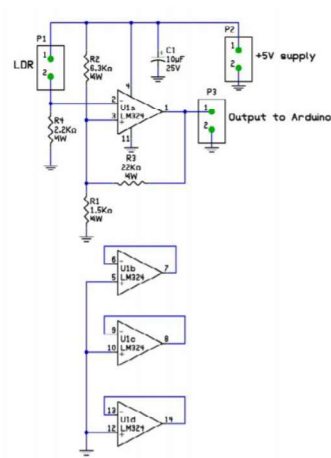 P1
LDR
1
2
R2
6.3KΩ
¼W
C1
10µF
25V
P2
1
2
+5V supply
4
2
-
3
+
U1a
LM324
1
11
P3
1
2
Output to Arduino
R4
2.2KΩ
¼W
R3
22KΩ
¼W
R1
1.5KΩ
¼W
6
-
5
+
U1b
LM324
7
9
-
10
+
U1c
LM324
8
13
-
12
+
U1d
LM324
14